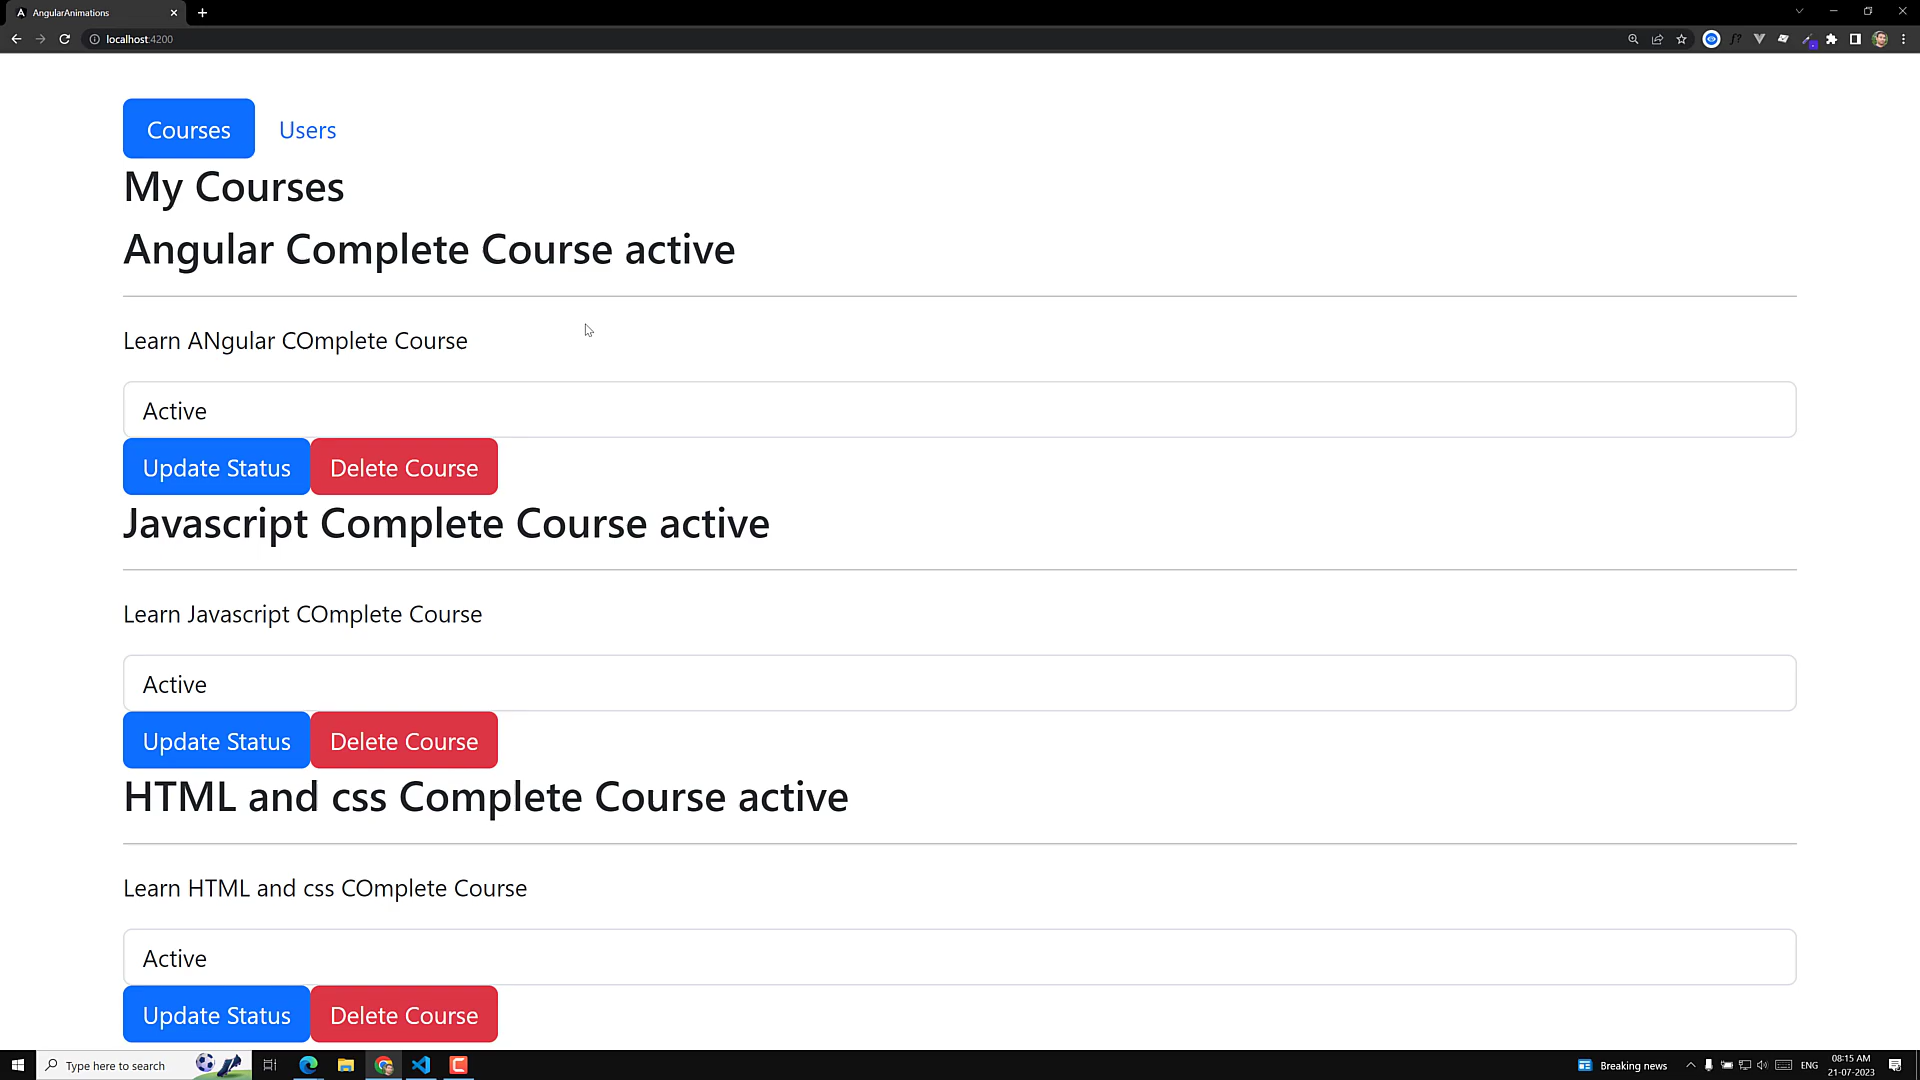 AngularAnimations
localhost:4200
Courses
Users
My Courses
Angular Complete Course active
Learn ANgular COmplete Course
Active
Update Status
Delete Course
Javascript Complete Course active
Learn Javascript COmplete Course
Active
Update Status
Delete Course
HTML and css Complete Course active
Learn HTML and css COmplete Course
Active
Update Status
Delete Course
Type here to search
Breaking news
ENG
08:15 AM
21-07-2023